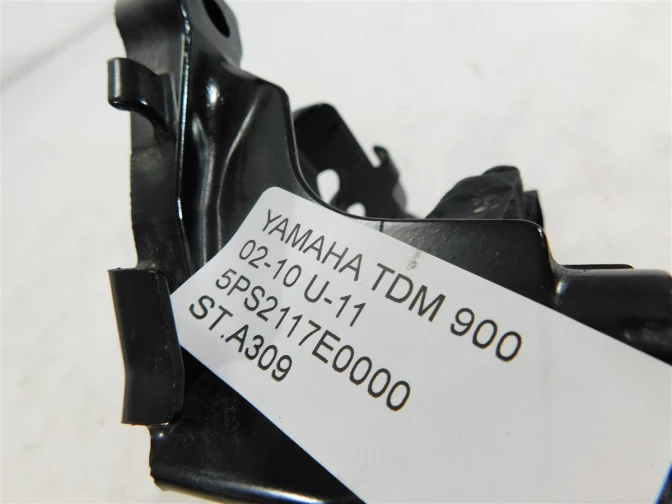 YAMAHA TDM 900
02-10 U-11
5PS2117E0000
ST.A309